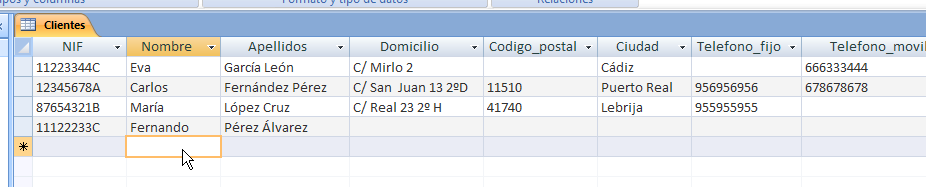 Formato y tipo de datos
Relaciones
Clientes
NIF Nombre Apellidos Domicilio Codigo_postal Ciudad Telefono_fijo Telefono_movil
11223344C Eva García León C/ Mirlo 2 Cádiz 666333444
12345678A Carlos Fernández Pérez C/ San Juan 13 2ºD 11510 Puerto Real 956956956 678678678
87654321B María López Cruz C/ Real 23 2º H 41740 Lebrija 955955955
11122233C Fernando Pérez Álvarez